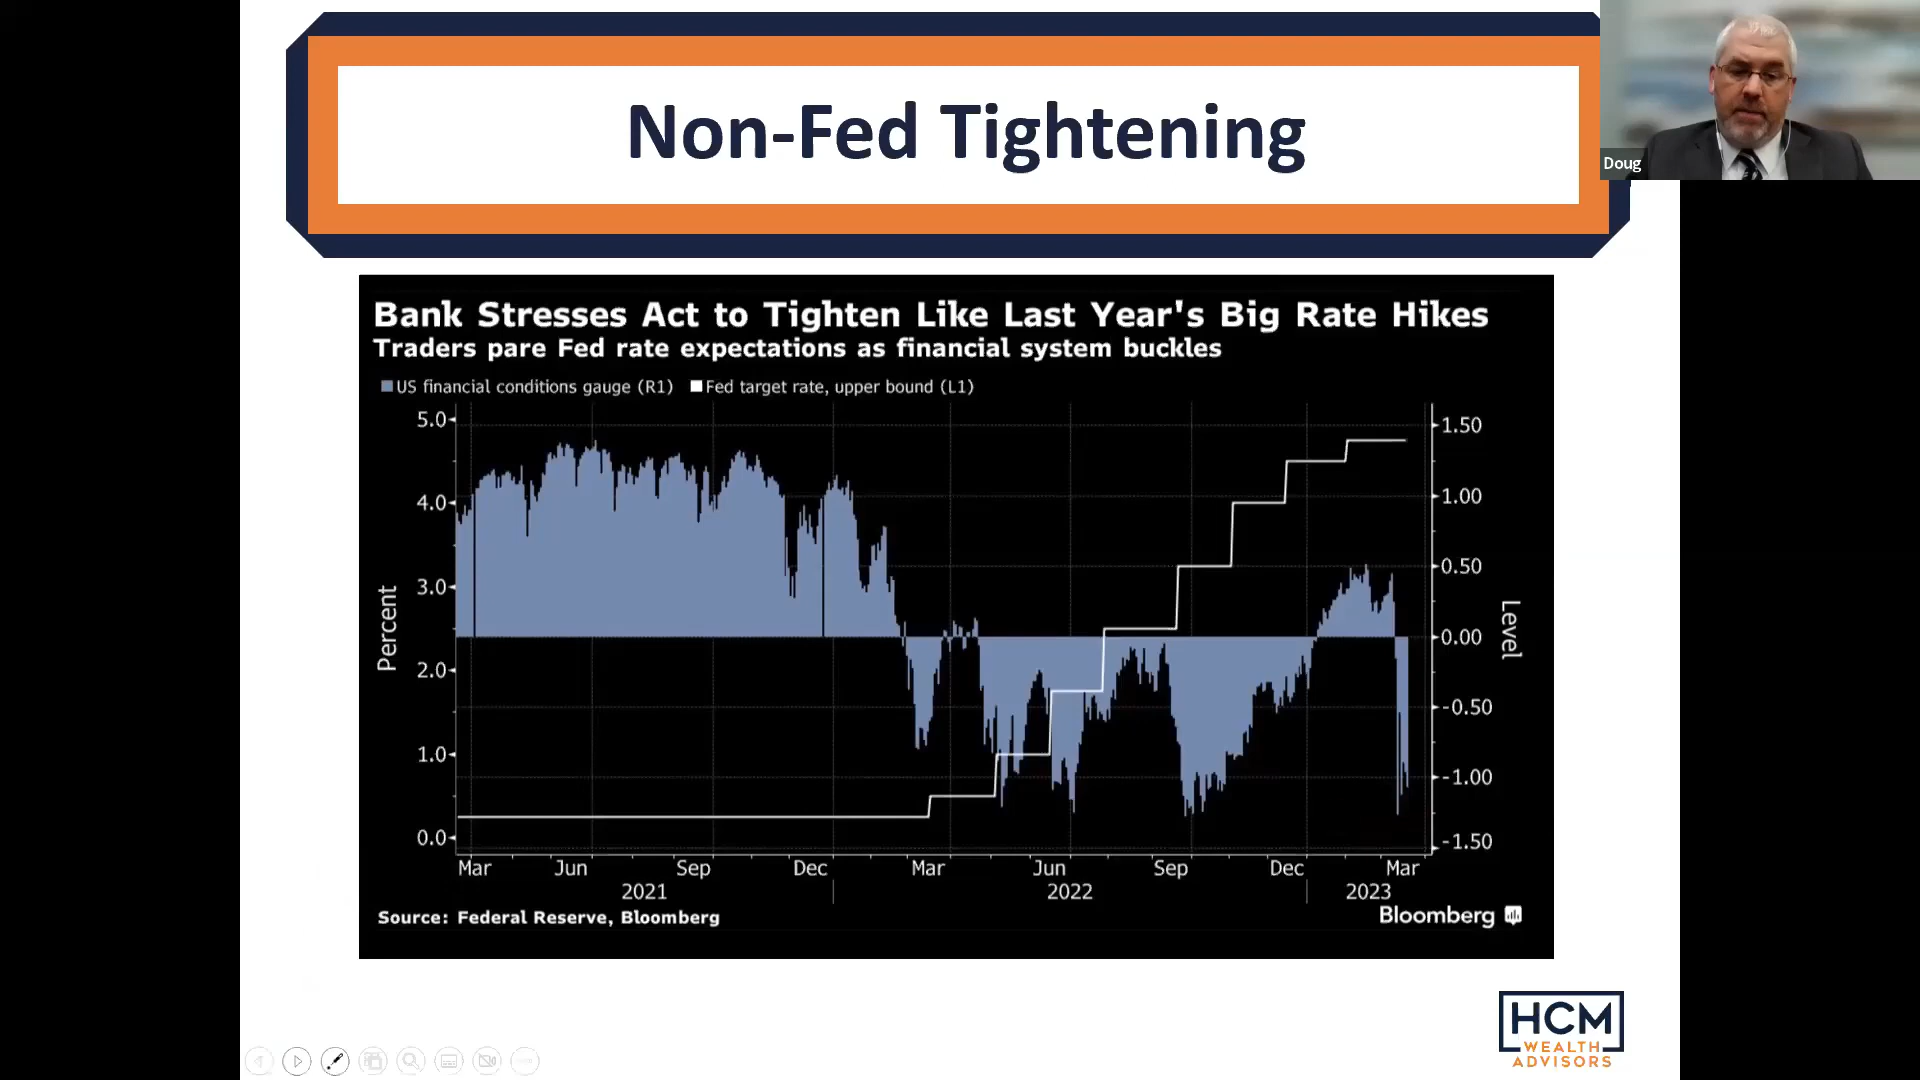 Non-Fed Tightening
Doug
Bank Stresses Act to Tighten Like Last Year's Big Rate Hikes
Traders pare Fed rate expectations as financial system buckles
US financial conditions gauge (R1) Fed target rate, upper bound (L1)
5.0
4.0
3.0
2.0
1.0
0.0
Percent
1.50
1.00
0.50
0.00
-0.50
-1.00
-1.50
Level
Mar Jun Sep Dec Mar Jun Sep Dec Mar
2021 2022 2023
Source: Federal Reserve, Bloomberg
Bloomberg
HCM
WEALTH
ADVISORS